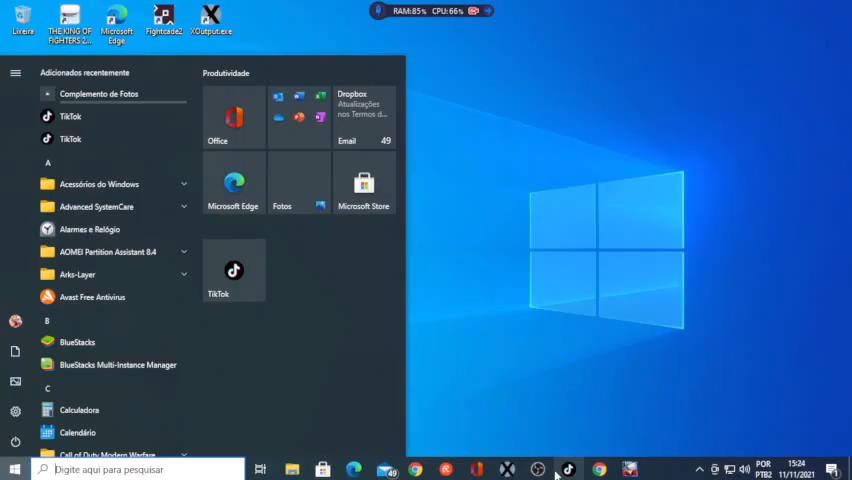 RAM:85% CPU:66%
Lixeira
THE KING OF
FIGHTERS 2...
Microsoft
Edge
Fightcade2
XOutput.exe
Adicionados recentemente
Complemento de Fotos
TikTok
TikTok
A
Acessórios do Windows
Advanced SystemCare
Alarmes e Relógio
AOMEI Partition Assistant 8.4
Arks-Layer
Avast Free Antivirus
B
BlueStacks
BlueStacks Multi-Instance Manager
C
Calculadora
Calendário
Call of Duty Modern Warfare
Produtividade
Office
Dropbox
Atualizações
nos Termos d...
Email 49
Microsoft Edge
Fotos
Microsoft Store
TikTok
Digite aqui para pesquisar
49
POR
PTB2
15:24
11/11/2021
1